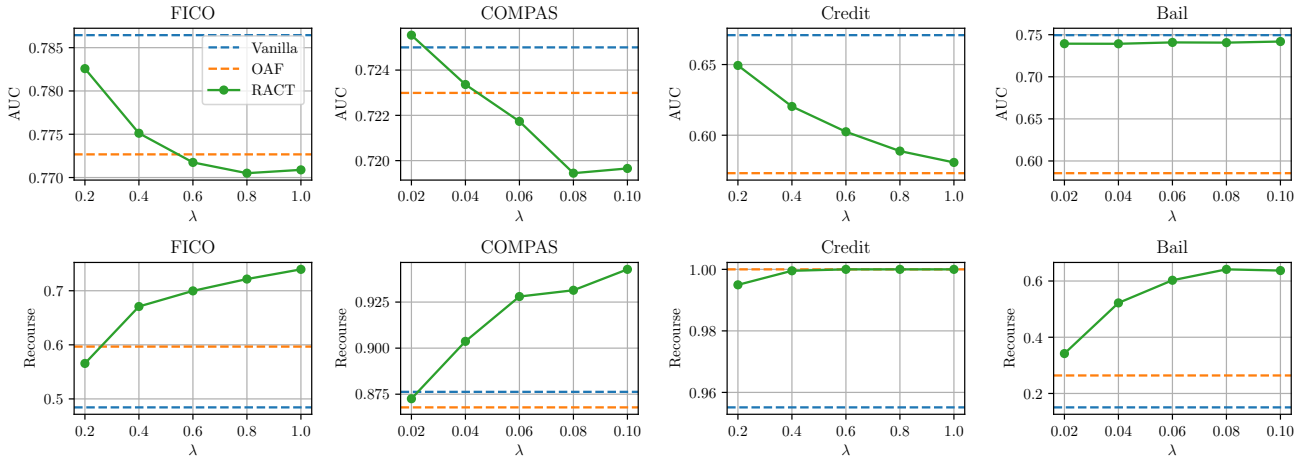 FICO
AUC
0.785
0.780
0.775
0.770
Vanilla
OAF
RACT
0.2 0.4 0.6 0.8 1.0
λ
COMPAS
AUC
0.724
0.722
0.720
0.02 0.04 0.06 0.08 0.10
λ
Credit
AUC
0.65
0.60
0.2 0.4 0.6 0.8 1.0
λ
Bail
AUC
0.75
0.70
0.65
0.60
0.02 0.04 0.06 0.08 0.10
λ
FICO
Recourse
0.7
0.6
0.5
0.2 0.4 0.6 0.8 1.0
λ
COMPAS
Recourse
0.925
0.900
0.875
0.02 0.04 0.06 0.08 0.10
λ
Credit
Recourse
1.00
0.98
0.96
0.2 0.4 0.6 0.8 1.0
λ
Bail
Recourse
0.6
0.4
0.2
0.02 0.04 0.06 0.08 0.10
λ